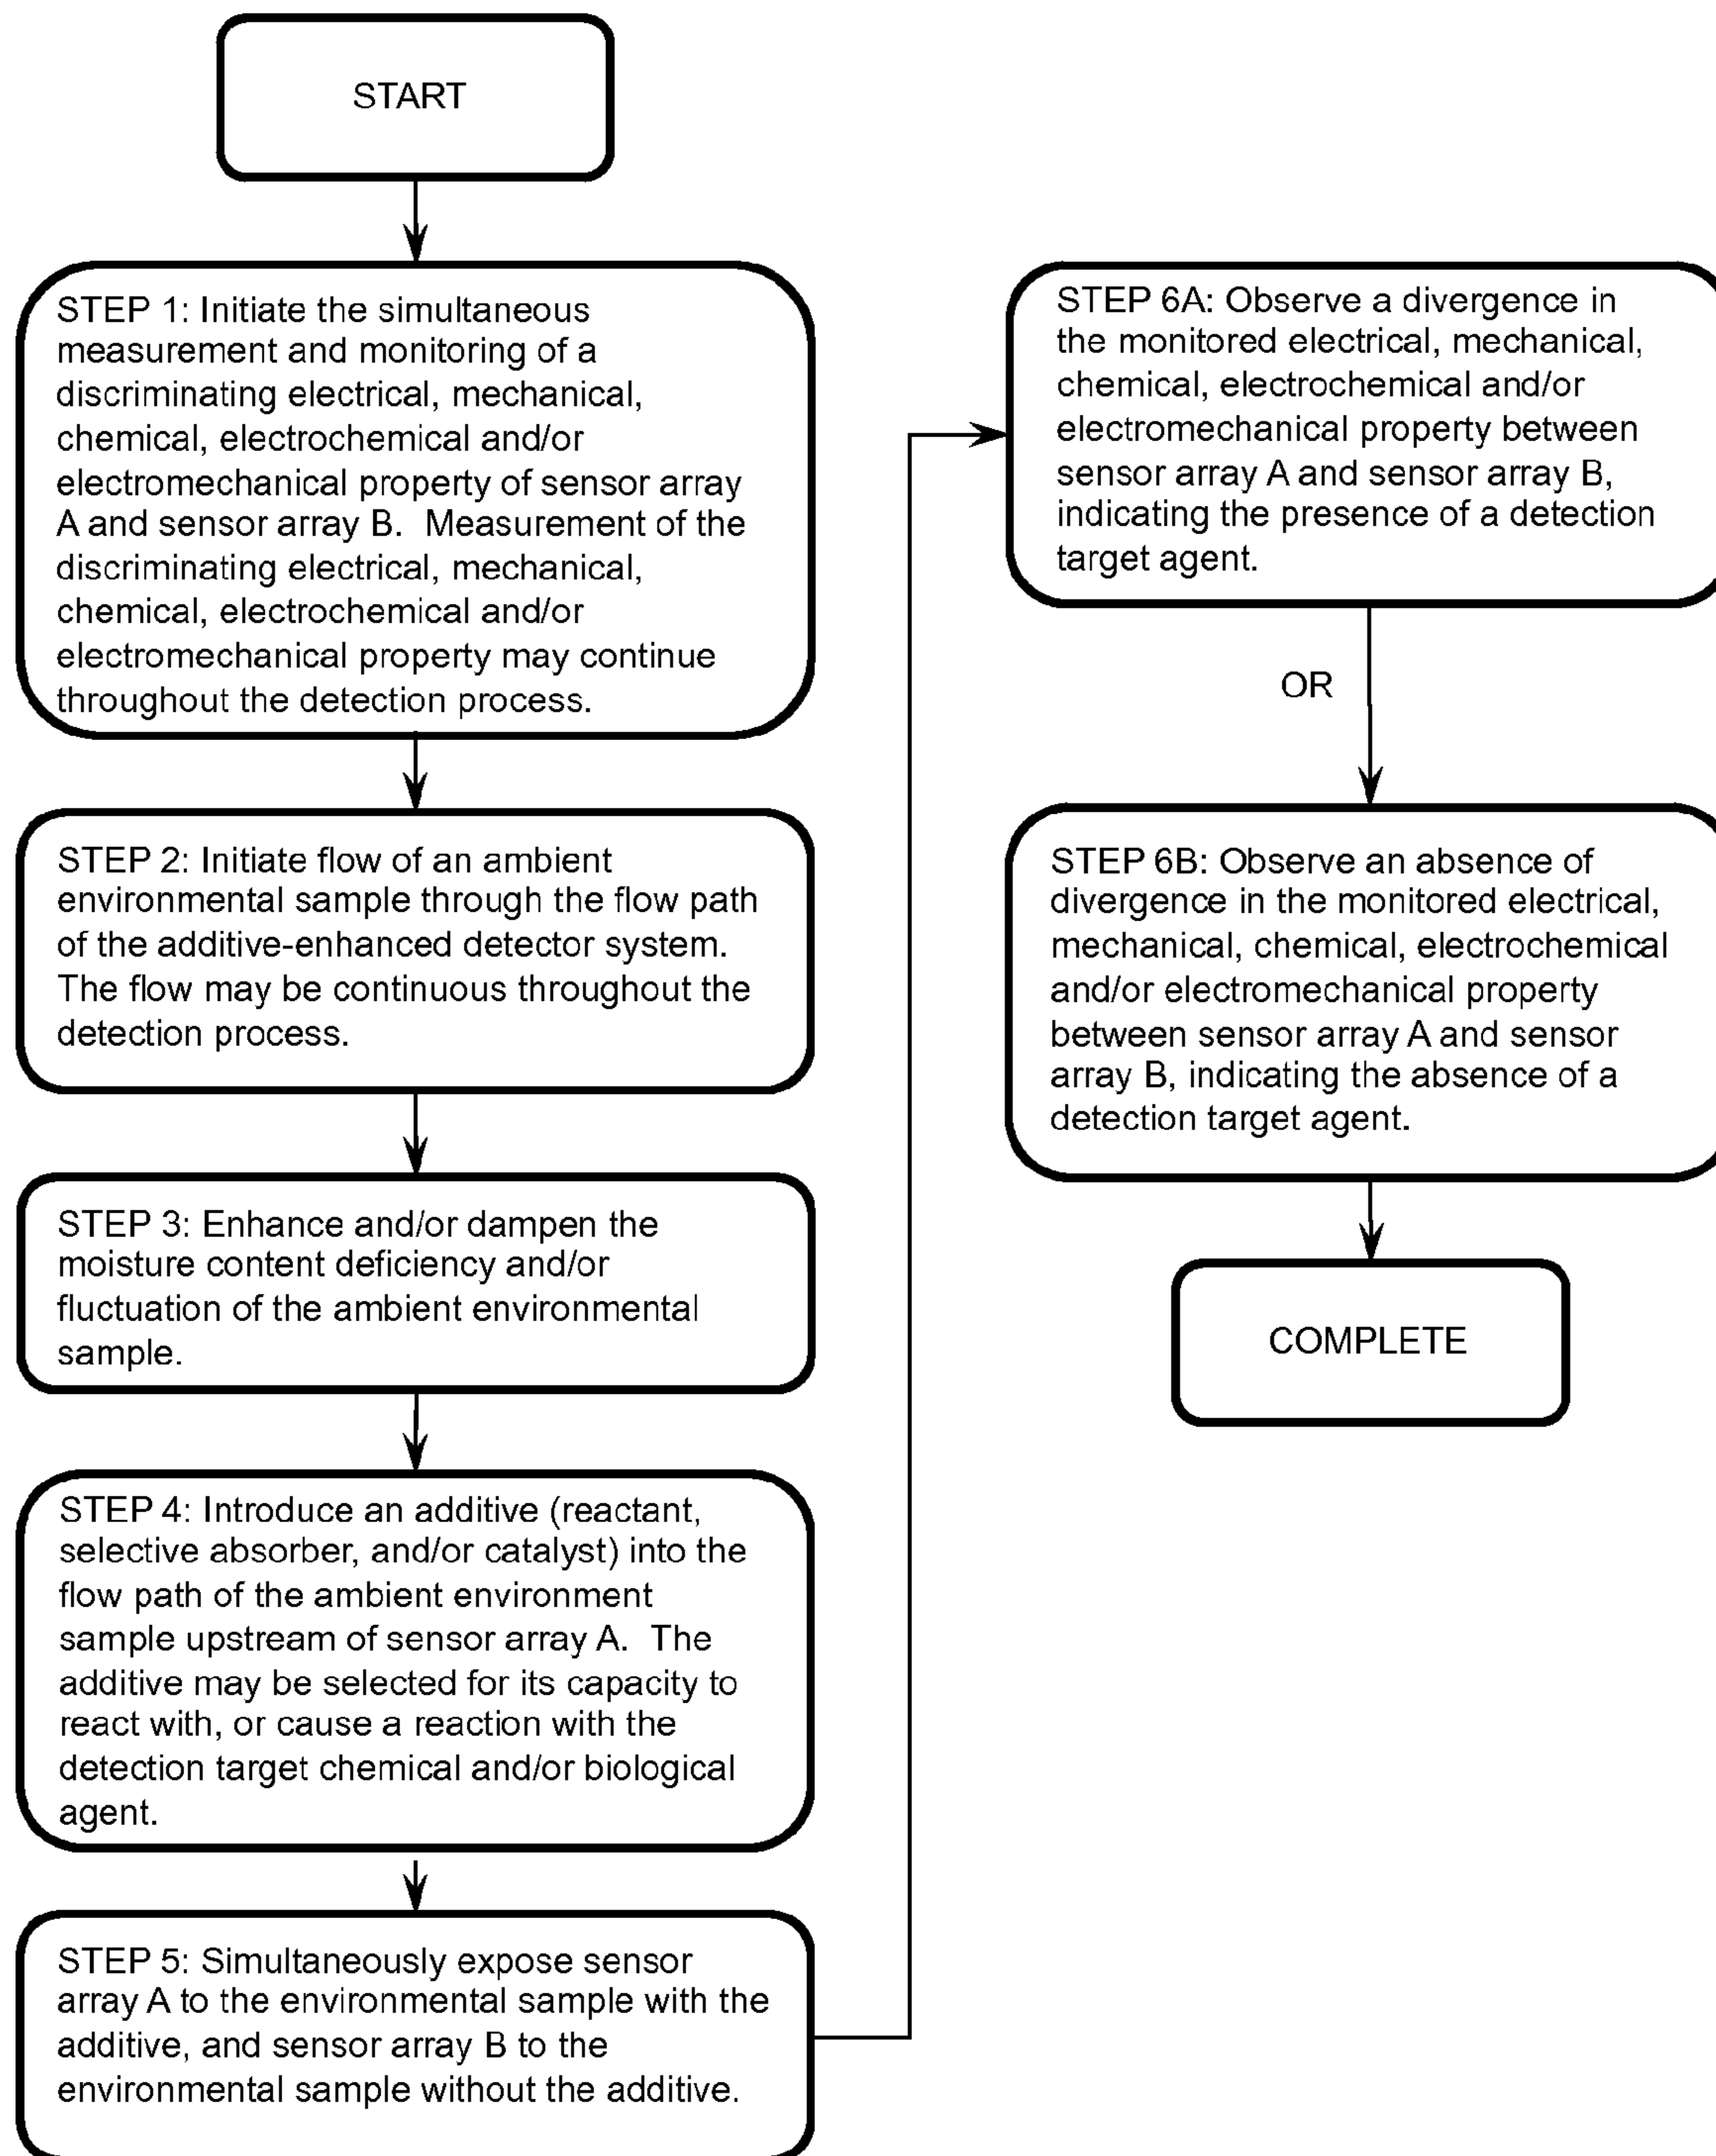 START
STEP 1: Initiate the simultaneous
measurement and monitoring of a
discriminating electrical, mechanical,
chemical, electrochemical and/or
electromechanical property of sensor array
A and sensor array B.  Measurement of the
discriminating electrical, mechanical,
chemical, electrochemical and/or
electromechanical property may continue
throughout the detection process.
STEP 2: Initiate flow of an ambient
environmental sample through the flow path
of the additive-enhanced detector system.
The flow may be continuous throughout the
detection process.
STEP 3: Enhance and/or dampen the
moisture content deficiency and/or
fluctuation of the ambient environmental
sample.
STEP 4: Introduce an additive (reactant,
selective absorber, and/or catalyst) into the
flow path of the ambient environment
sample upstream of sensor array A.  The
additive may be selected for its capacity to
react with, or cause a reaction with the
detection target chemical and/or biological
agent.
STEP 5: Simultaneously expose sensor
array A to the environmental sample with the
additive, and sensor array B to the
environmental sample without the additive.
STEP 6A: Observe a divergence in
the monitored electrical, mechanical,
chemical, electrochemical and/or
electromechanical property between
sensor array A and sensor array B,
indicating the presence of a detection
target agent.
OR
STEP 6B: Observe an absence of
divergence in the monitored electrical,
mechanical, chemical, electrochemical
and/or electromechanical property
between sensor array A and sensor
array B, indicating the absence of a
detection target agent.
COMPLETE